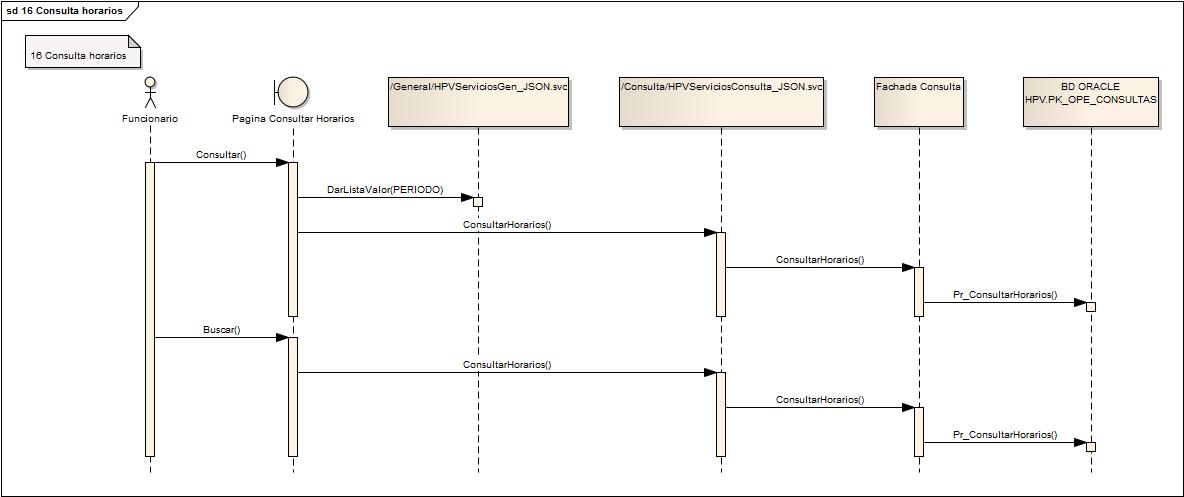 sd 16 Consulta horarios
16 Consulta horarios
Funcionario
Pagina Consultar Horarios
/General/HPVServiciosGen_JSON.svc
/Consulta/HPVServiciosConsulta_JSON.svc
Fachada Consulta
BD ORACLE
HPV.PK_OPE_CONSULTAS
Consultar()
DarListaValor(PERIODO)
ConsultarHorarios()
ConsultarHorarios()
Pr_ConsultarHorarios()
Buscar()
ConsultarHorarios()
ConsultarHorarios()
Pr_ConsultarHorarios()